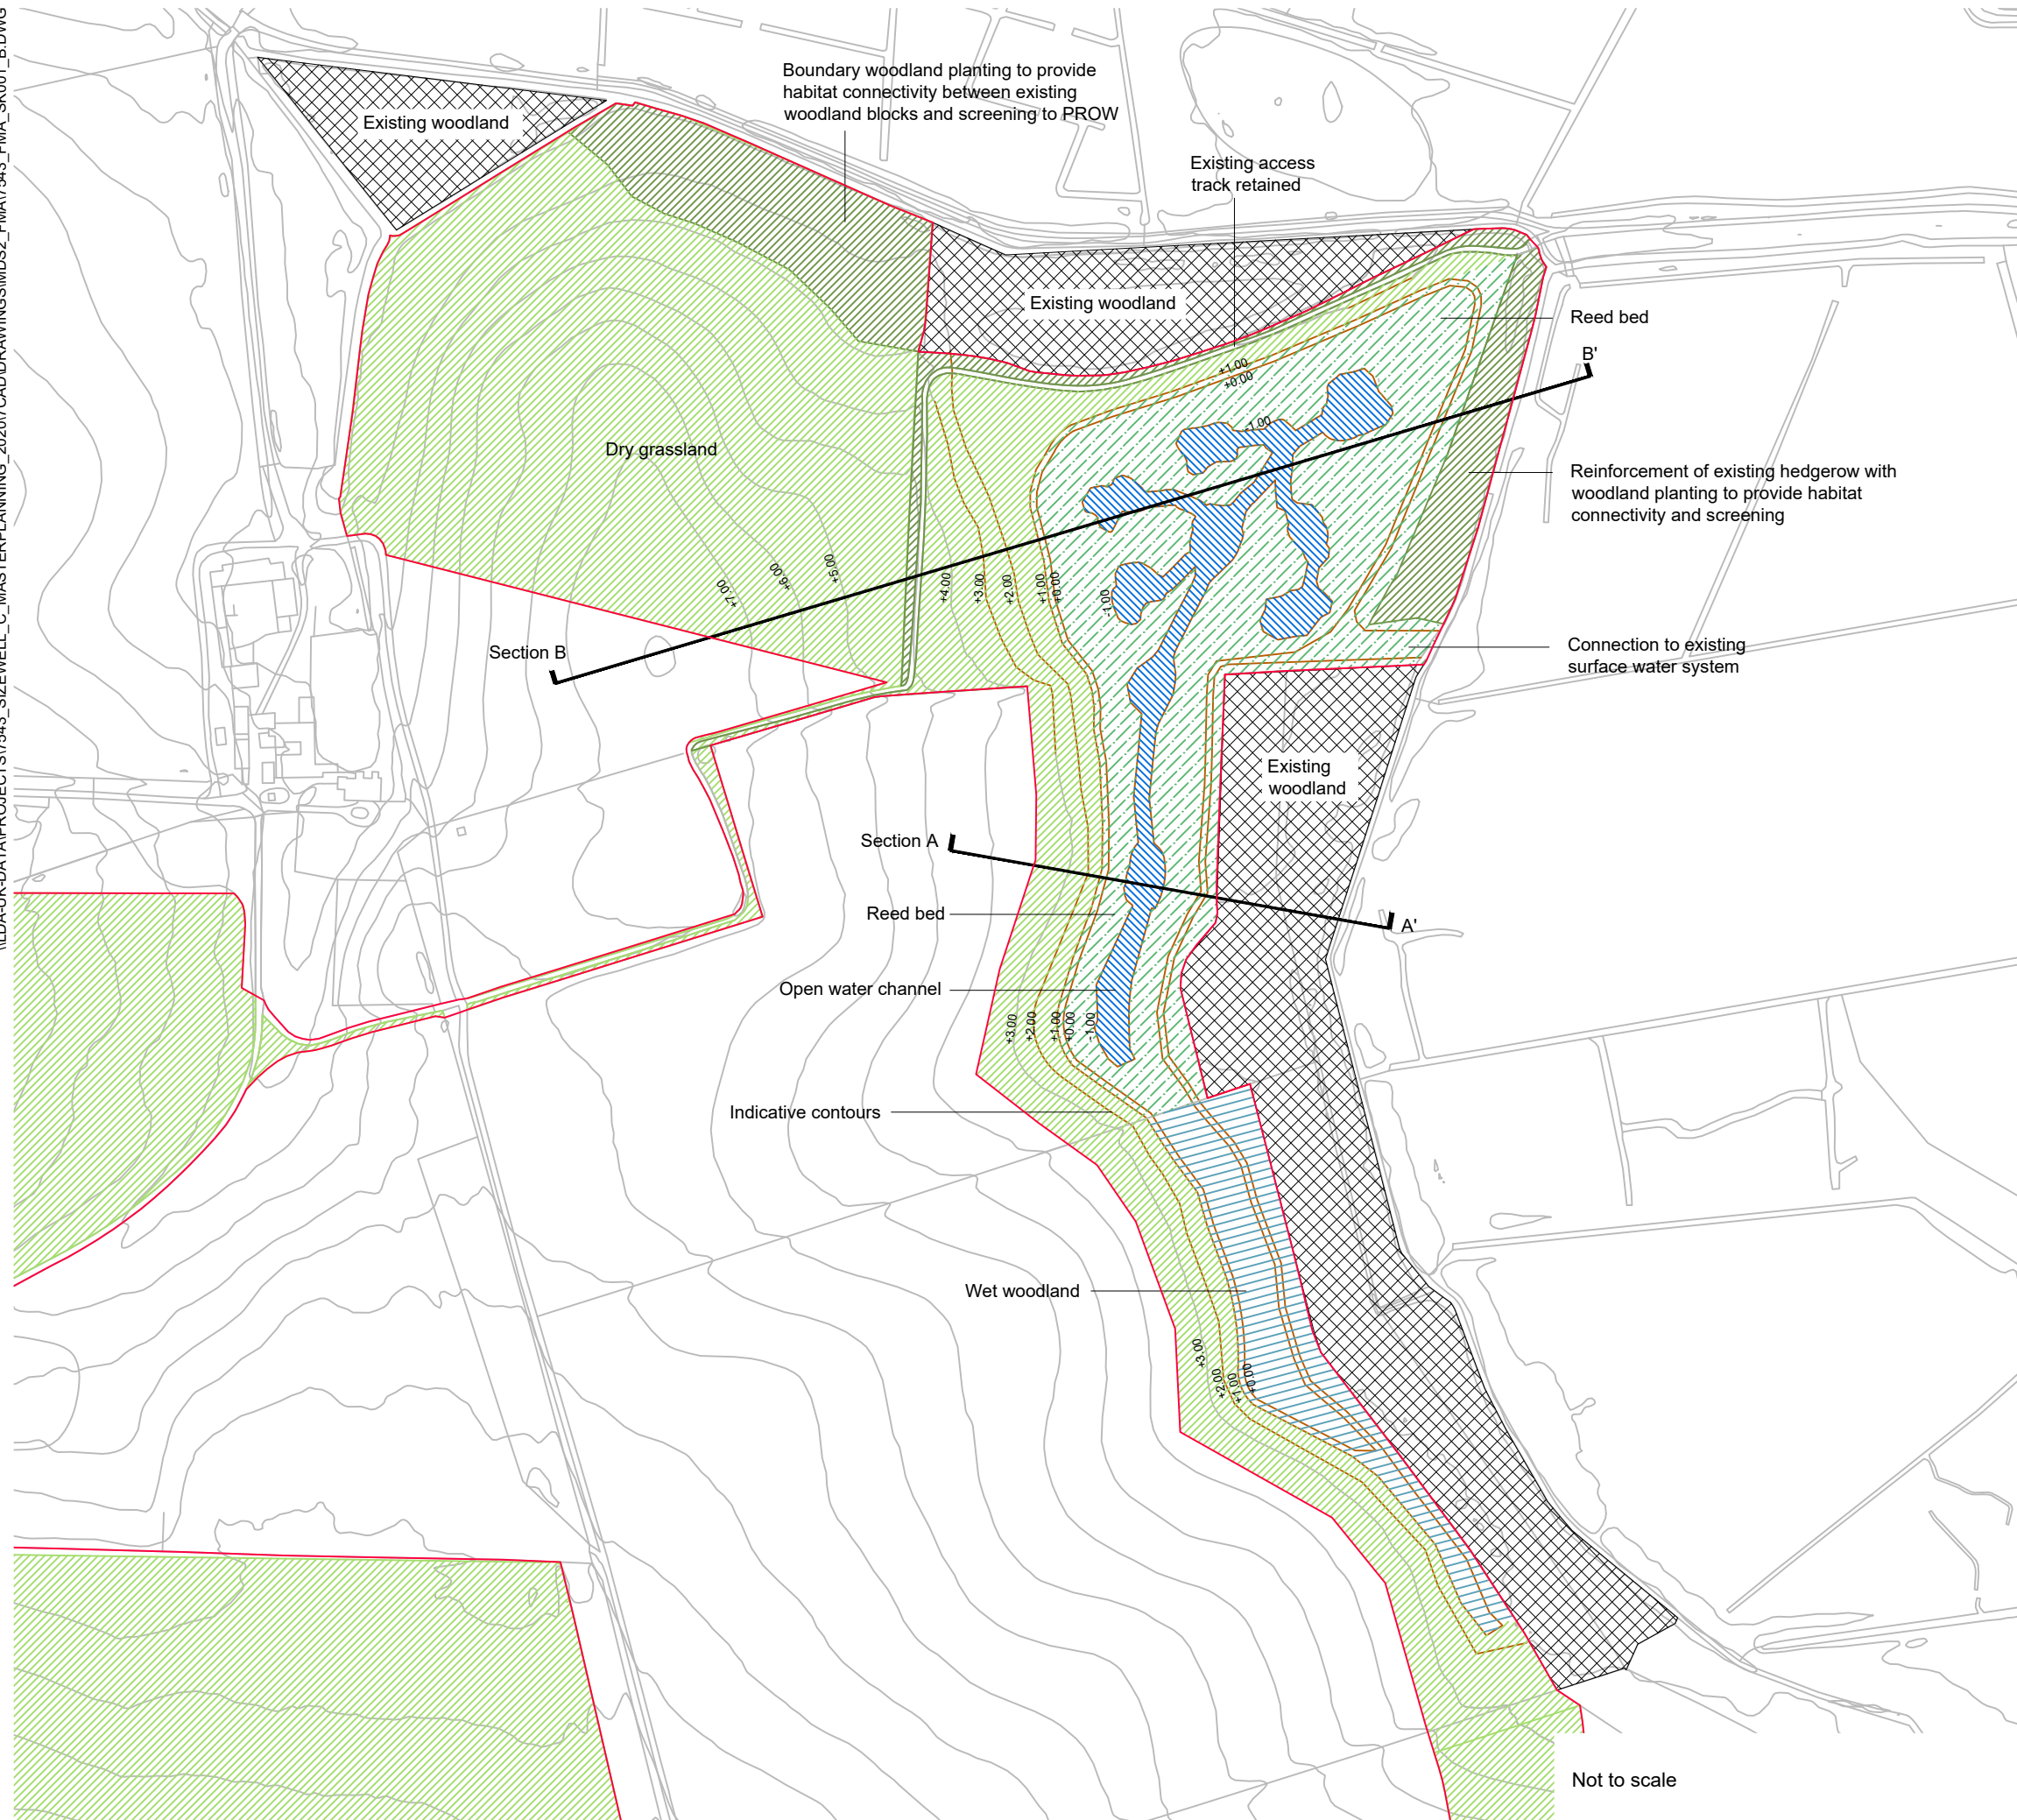 Boundary woodland planting to provide
habitat connectivity between existing
woodland blocks and screening to PROW
Existing woodland
Existing access
track retained
Existing woodland
Reed bed
B'
+1.00
+0.00
-1.00
Dry grassland
Reinforcement of existing hedgerow with
woodland planting to provide habitat
connectivity and screening
+7.00
+6.00
+5.00
+4.00
+3.00
+2.00
+1.00
+0.00
-1.00
Section B
Connection to existing
surface water system
Existing
woodland
Section A
A'
Reed bed
Open water channel
+3.00
+2.00
+1.00
+0.00
-1.00
Indicative contours
Wet woodland
+3.00
+2.00
+1.00
+0.00
Not to scale